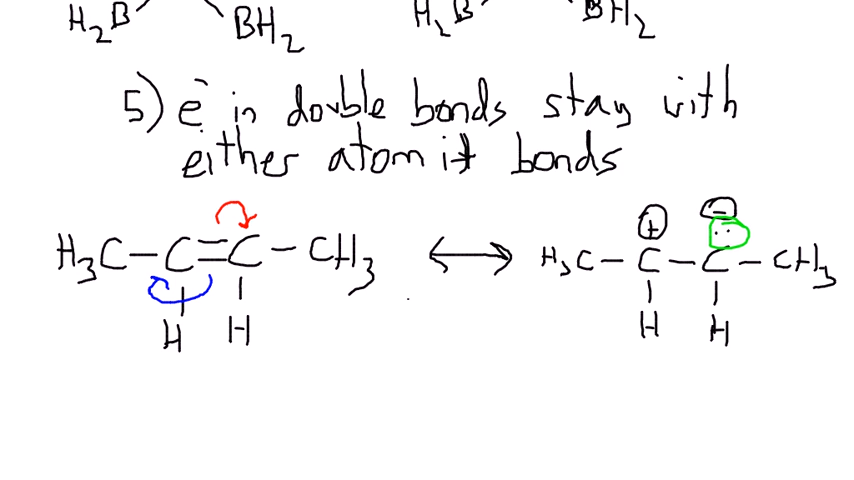 H₂B BH₂ H₂B BH₂
5) e⁻ in double bonds stay with
either atom it bonds
H₃C–C=C–CH₃ ⟷ H₃C–C–C–CH₃
⊕ ⊖
H H H H